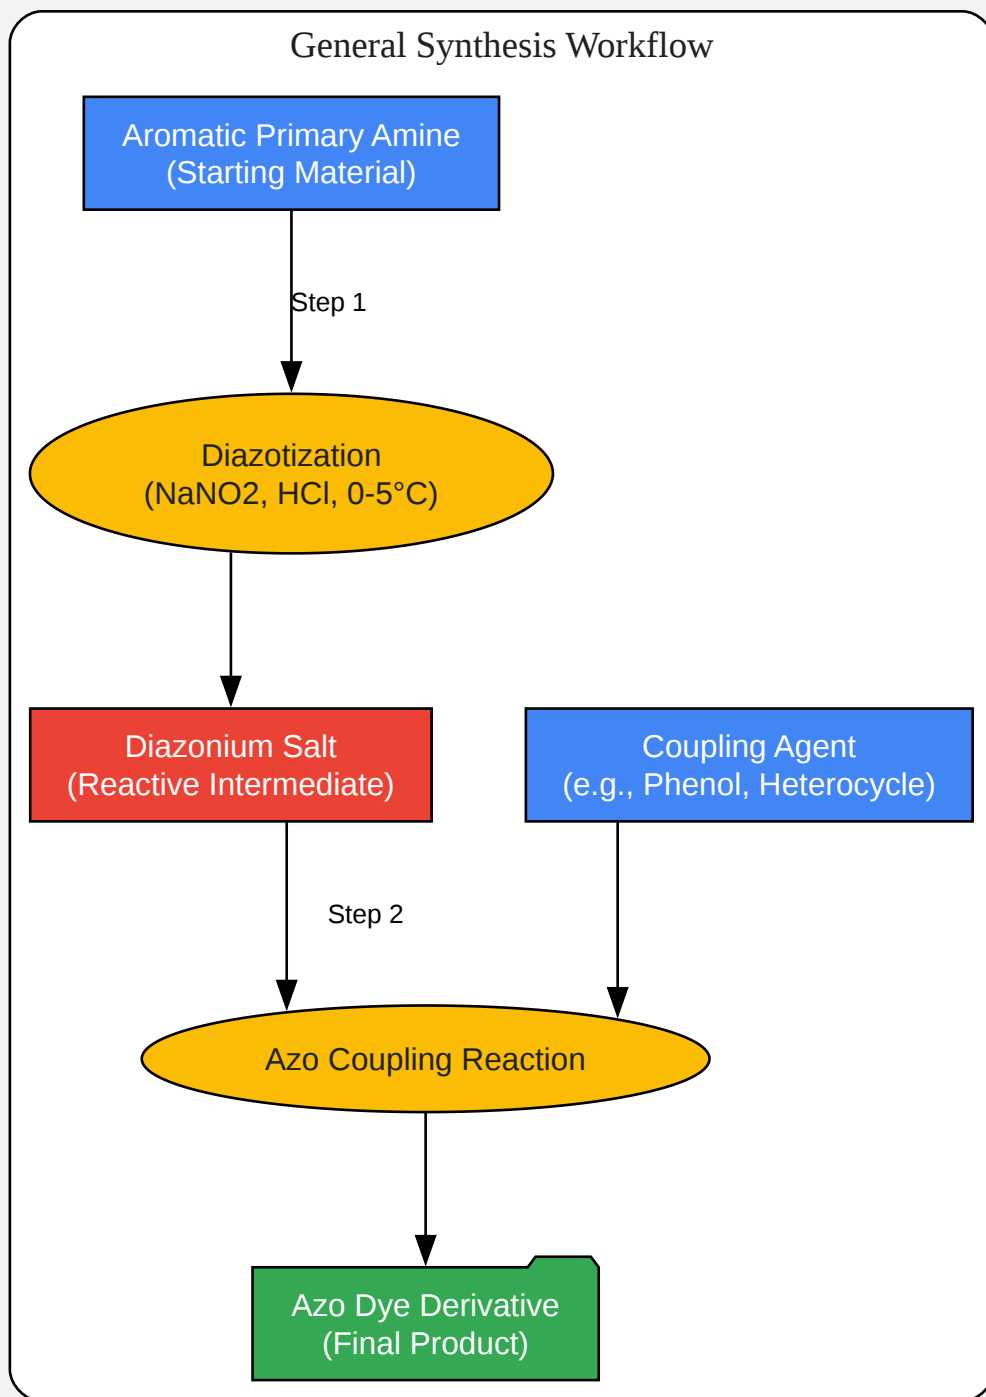 General Synthesis Workflow
Aromatic Primary Amine
(Starting Material)
Step 1
Diazotization
(NaNO2, HCl, 0-5°C)
Diazonium Salt
(Reactive Intermediate)
Coupling Agent
(e.g., Phenol, Heterocycle)
Step 2
Azo Coupling Reaction
Azo Dye Derivative
(Final Product)